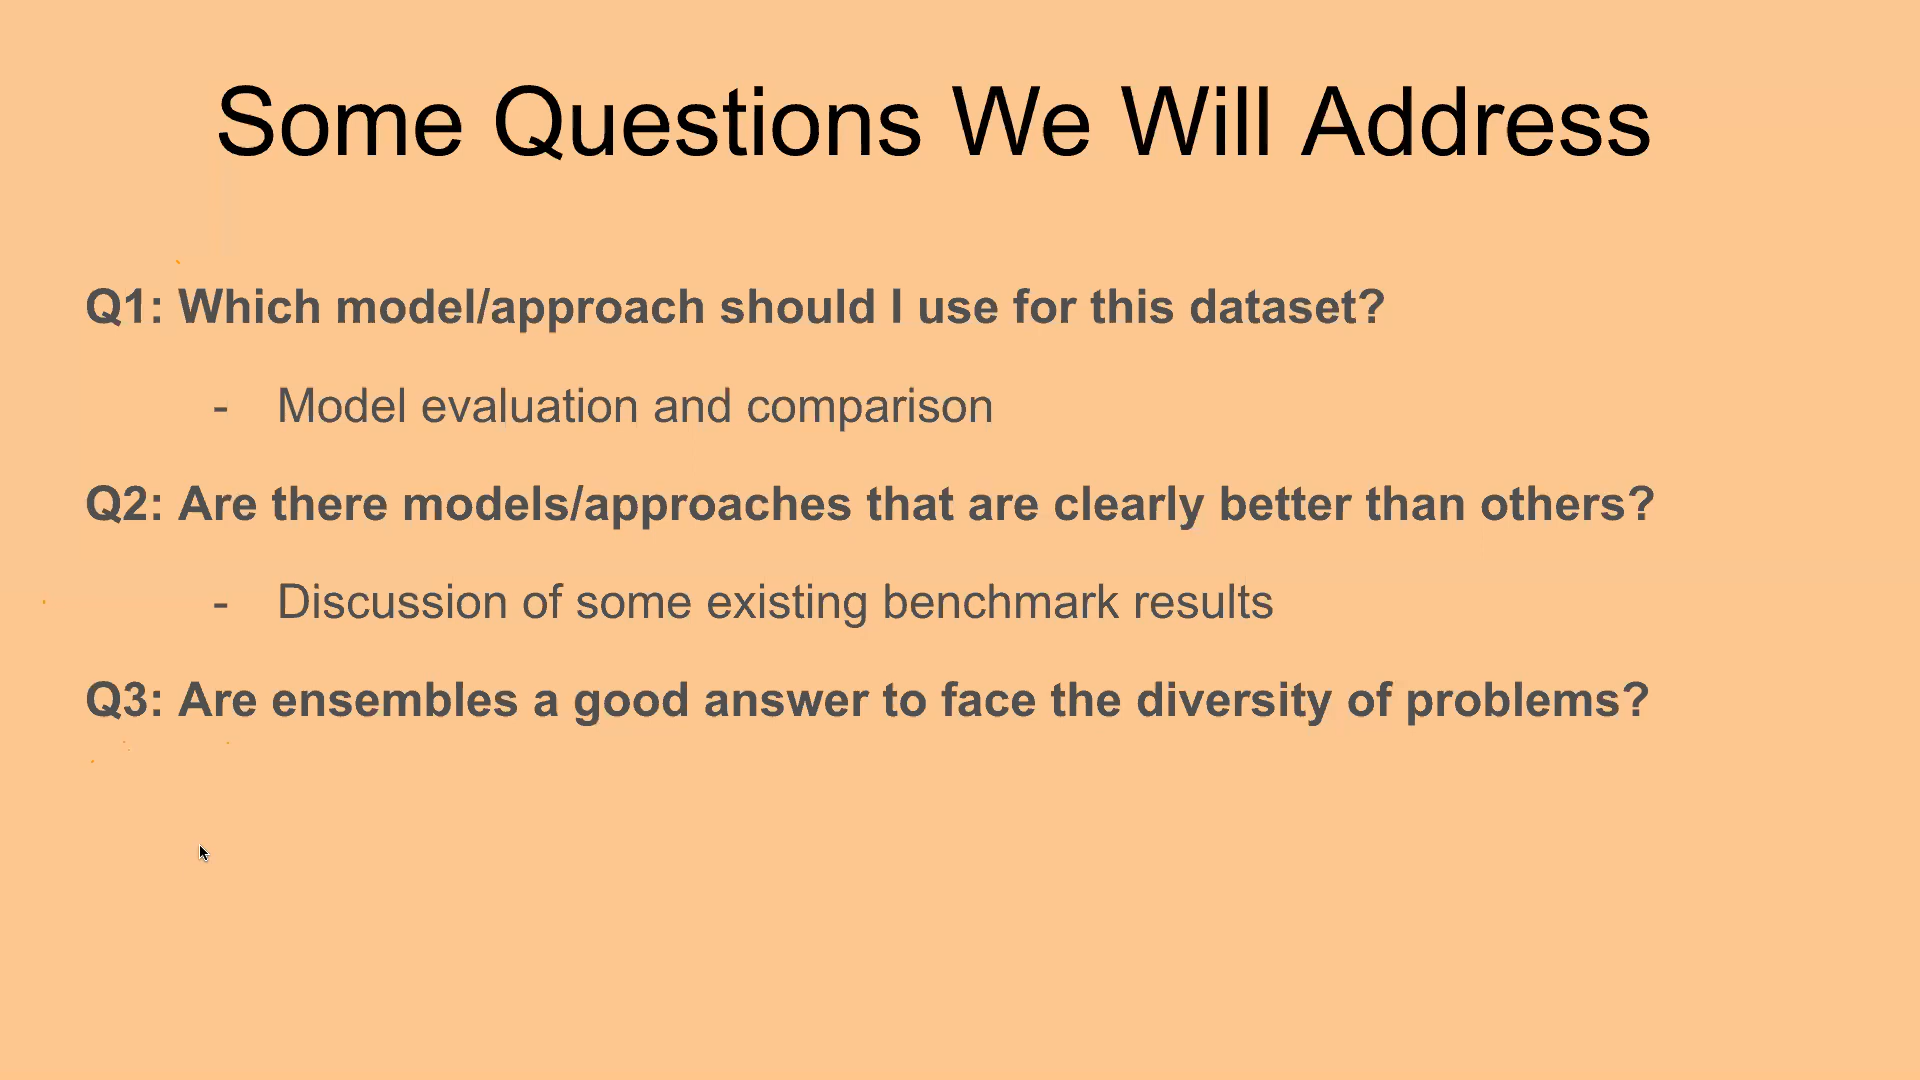 Some Questions We Will Address
Q1: Which model/approach should I use for this dataset?
- Model evaluation and comparison
Q2: Are there models/approaches that are clearly better than others?
- Discussion of some existing benchmark results
Q3: Are ensembles a good answer to face the diversity of problems?